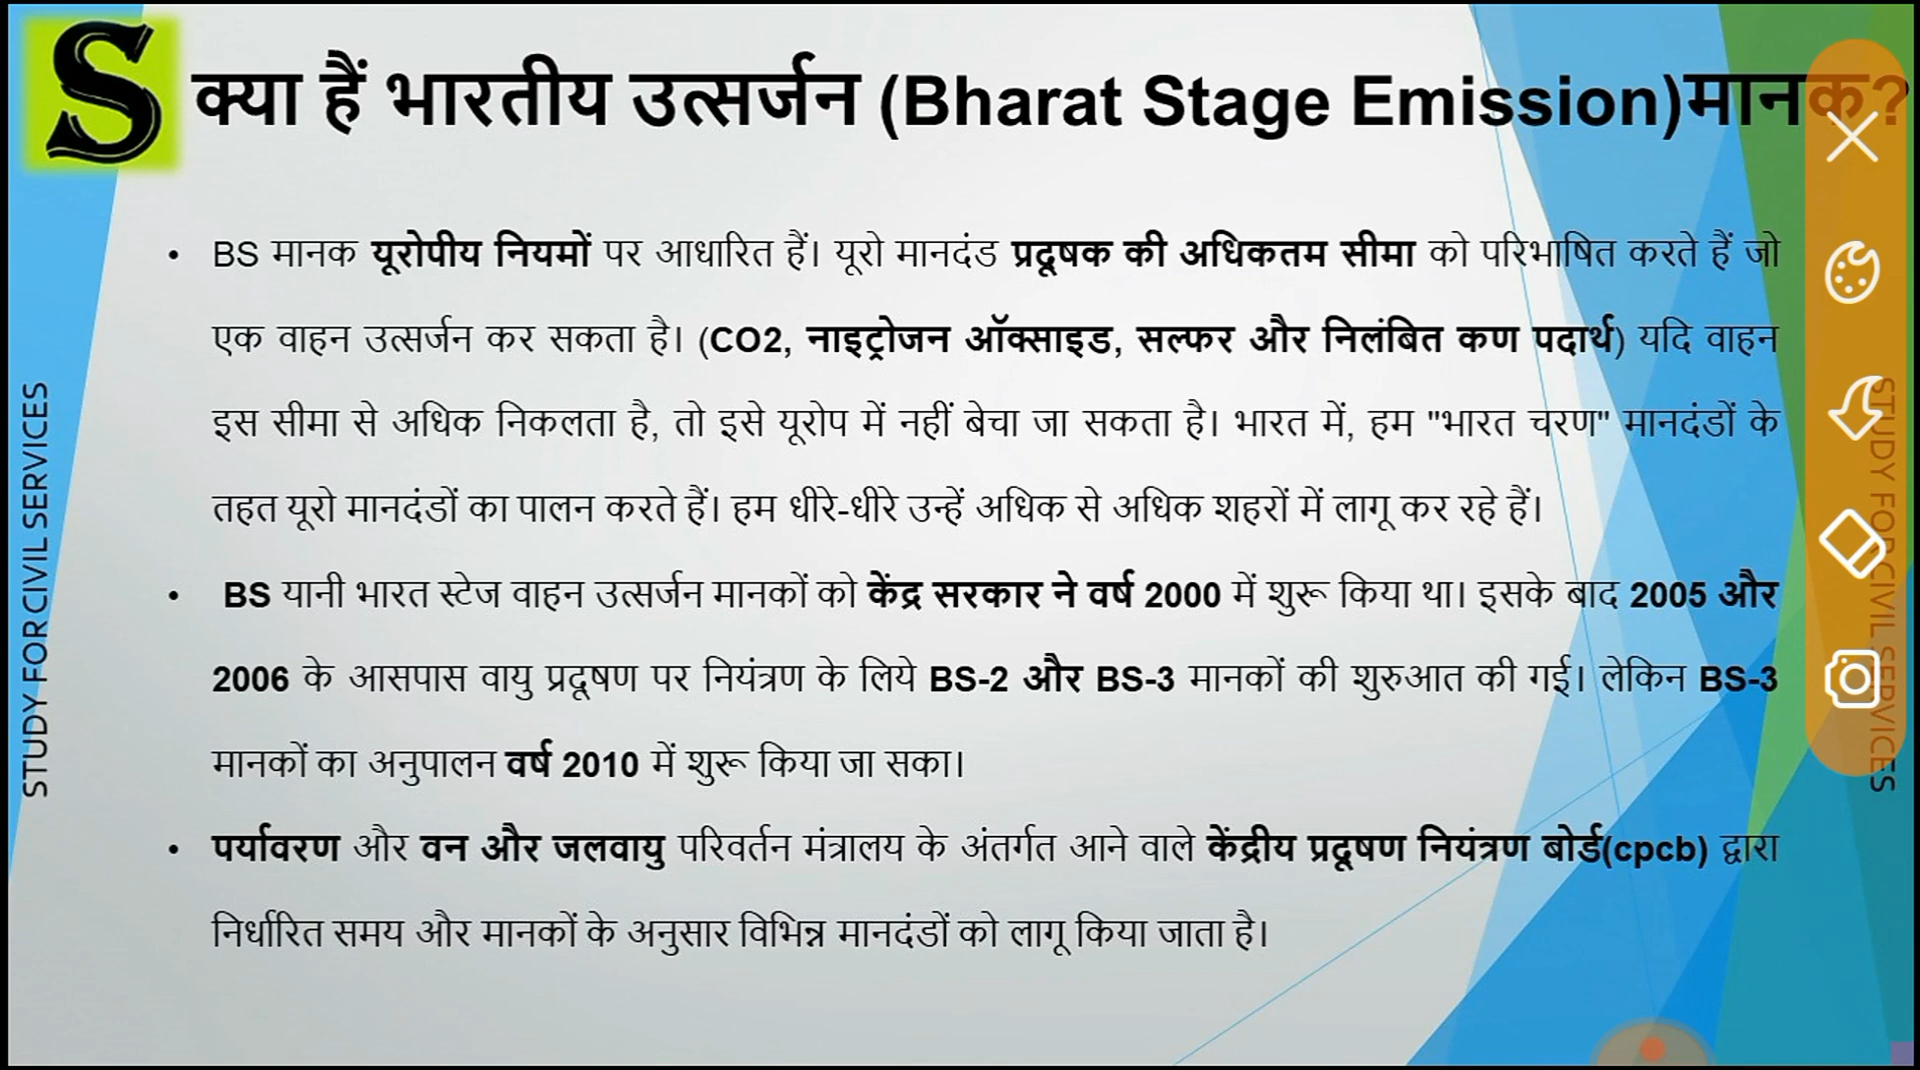 S
क्या हैं भारतीय उत्सर्जन (Bharat Stage Emission)मानक?
• BS मानक यूरोपीय नियमों पर आधारित हैं। यूरो मानदंड प्रदूषक की अधिकतम सीमा को परिभाषित करते हैं जो
एक वाहन उत्सर्जन कर सकता है। (CO2, नाइट्रोजन ऑक्साइड, सल्फर और निलंबित कण पदार्थ) यदि वाहन
इस सीमा से अधिक निकलता है, तो इसे यूरोप में नहीं बेचा जा सकता है। भारत में, हम "भारत चरण" मानदंडों के
तहत यूरो मानदंडों का पालन करते हैं। हम धीरे-धीरे उन्हें अधिक से अधिक शहरों में लागू कर रहे हैं।
• BS यानी भारत स्टेज वाहन उत्सर्जन मानकों को केंद्र सरकार ने वर्ष 2000 में शुरू किया था। इसके बाद 2005 और
2006 के आसपास वायु प्रदूषण पर नियंत्रण के लिये BS-2 और BS-3 मानकों की शुरुआत की गई। लेकिन BS-3
मानकों का अनुपालन वर्ष 2010 में शुरू किया जा सका।
• पर्यावरण और वन और जलवायु परिवर्तन मंत्रालय के अंतर्गत आने वाले केंद्रीय प्रदूषण नियंत्रण बोर्ड(cpcb) द्वारा
निर्धारित समय और मानकों के अनुसार विभिन्न मानदंडों को लागू किया जाता है।
STUDY FOR CIVIL SERVICES
STUDY FOR CIVIL SERVICES